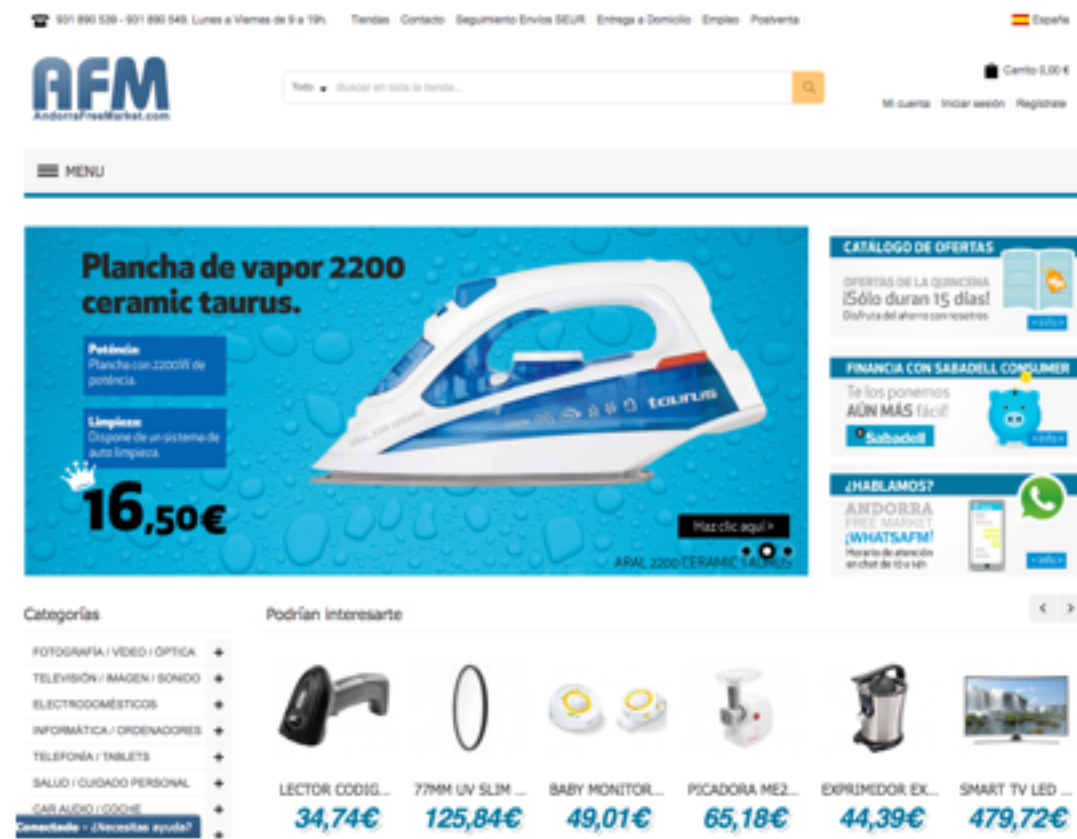 931 890 539 - 931 890 549. Lunes a Viernes de 9 a 19h. Tiendas Contacto Seguimiento Envíos SEUR Entrega a Domicilio Empleo Postventa España
AFM
AndorraFreeMarket.com
Todo Buscar en toda la tienda...
Carrito 0,00 €
Mi cuenta Iniciar sesión Regístrate
MENU
Plancha de vapor 2200
ceramic taurus.
Poténcia:
Plancha con 2200W de
poténcia.
Limpieza:
Dispone de un sistema de
auto limpieza.
16,50€
taurus
ARAL 2200 CERAMIC
Haz clic aquí >
ARAL 2200 CERAMIC TAURUS
CATÁLOGO DE OFERTAS
OFERTAS DE LA QUINCENA
¡Sólo duran 15 días!
Disfruta del ahorro con nosotros
+ info >
FINANCIA CON SABADELL CONSUMER
Te los ponemos
AÚN MÁS fácil!
Sabadell
+ info >
¿HABLAMOS?
ANDORRA
FREE MARKET
¡WHATSAFM!
Horario de atención
en chat de 10 a 14h
+ info >
Categorías
FOTOGRAFÍA / VÍDEO / ÓPTICA +
TELEVISIÓN / IMAGEN / SONIDO +
ELECTRODOMÉSTICOS +
INFORMÁTICA / ORDENADORES +
TELEFONÍA / TABLETS +
SALUD / CUIDADO PERSONAL +
CAR AUDIO / COCHE +
Conectado - ¿Necesitas ayuda?
Podrían interesarte
< >
LECTOR CODIG... 77MM UV SLIM ... BABY MONITOR... PICADORA ME2... EXPRIMIDOR EX... SMART TV LED ...
34,74€ 125,84€ 49,01€ 65,18€ 44,39€ 479,72€